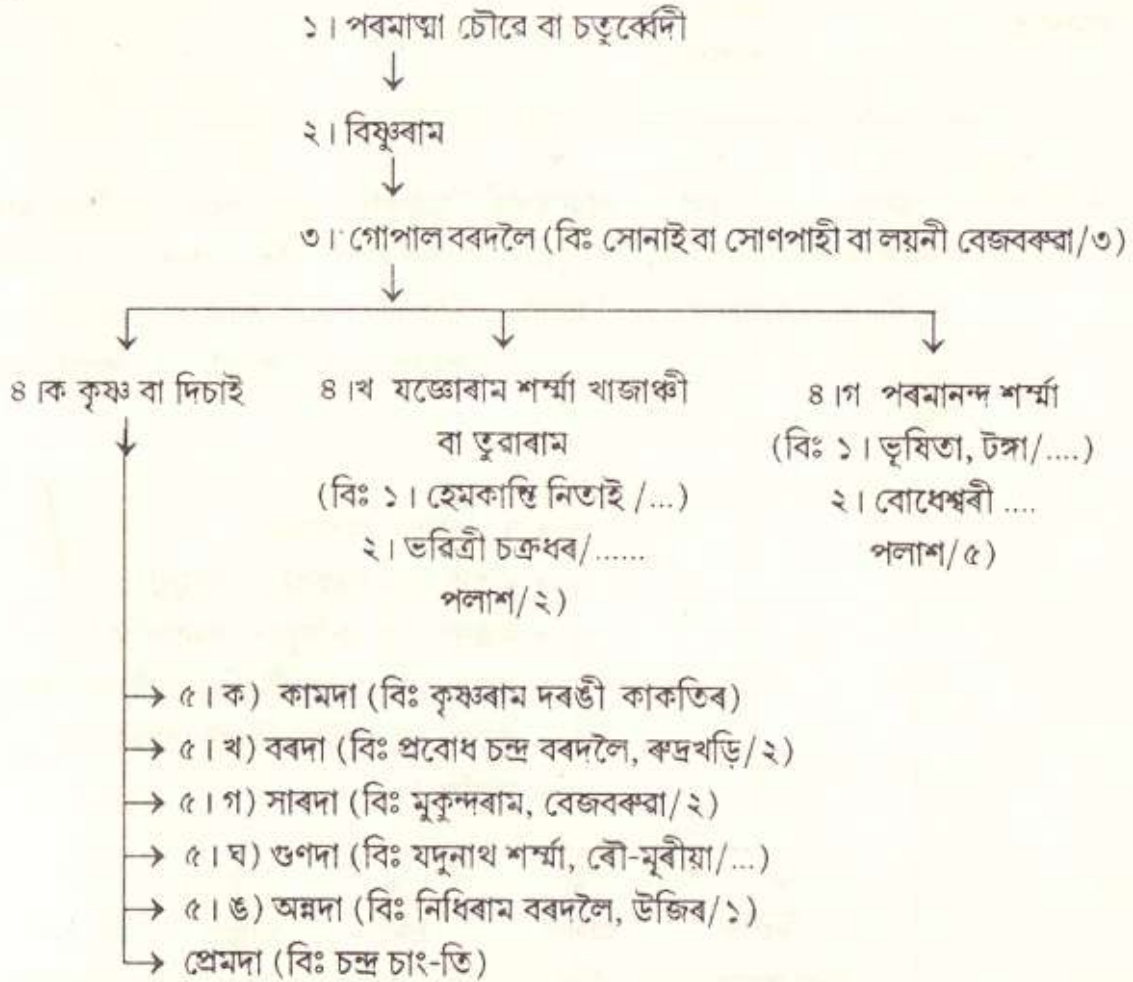 ১। পৰমাত্মা চৌৱে বা চতুৰ্ব্বেদী
২। বিষ্ণুৰাম
৩। গোপাল বৰদলৈ (বিঃ সোনাই বা সোণপাহী বা লয়নী বেজবৰুৱা/৩)
৪।ক কৃষ্ণ বা দিচাই
৪।খ যজ্ঞোৰাম শৰ্ম্মা খাজাঞ্চী
বা তুৱাৰাম
(বিঃ ১। হেমকান্তি নিতাই /...)
২। ভৱিত্ৰী চক্ৰধৰ/......
পলাশ/২)
৪।গ পৰমানন্দ শৰ্ম্মা
(বিঃ ১। ভূষিতা, টঙ্গা/....)
২। বোধেশ্বৰী ....
পলাশ/৫)
৫। ক) কামদা (বিঃ কৃষ্ণৰাম দৰঙী কাকতিৰ)
৫। খ) বৰদা (বিঃ প্ৰবোধ চন্দ্ৰ বৰদলৈ, ৰুদ্ৰখড়ি/২)
৫। গ) সাৰদা (বিঃ মুকুন্দৰাম, বেজবৰুৱা/২)
৫। ঘ) গুণদা (বিঃ যদুনাথ শৰ্ম্মা, ৰৌ-মূৰীয়া/...)
৫। ঙ) অন্নদা (বিঃ নিধিৰাম বৰদলৈ, উজিৰ/১)
প্ৰেমদা (বিঃ চন্দ্ৰ চাং-তি)